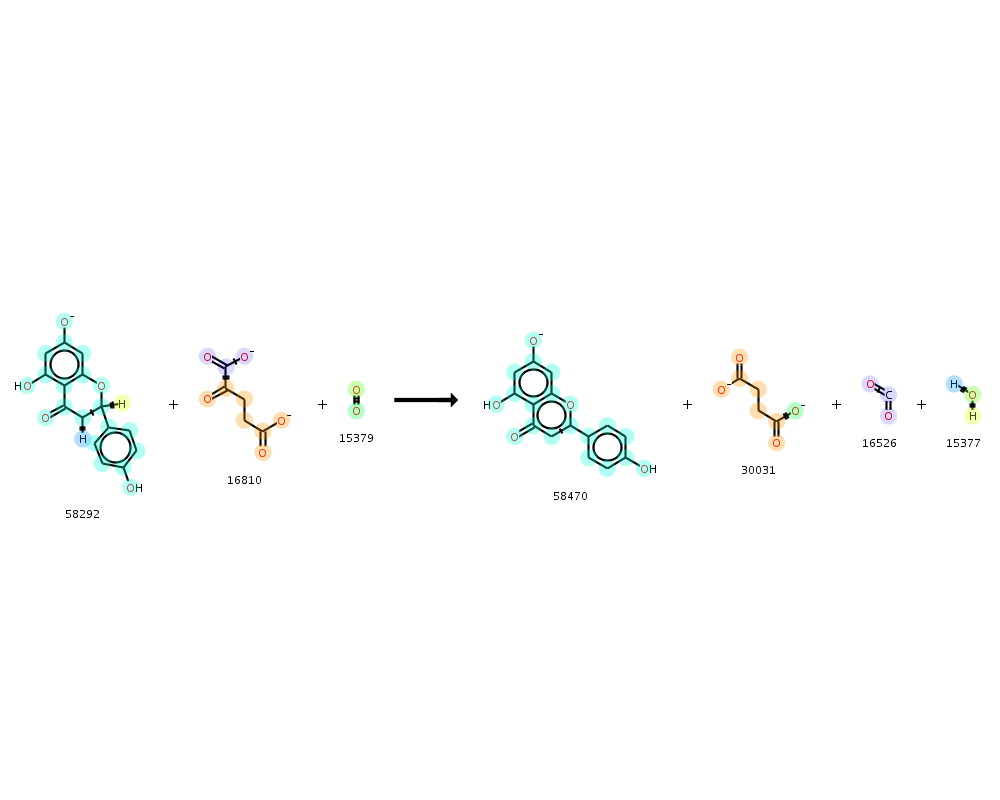 O- HO O O H H OH 58292
+
O O- O O- O 16810
+
O O 15379
O- HO O O OH 58470
+
O O- O- O 30031
+
O C O 16526
+
H O H 15377